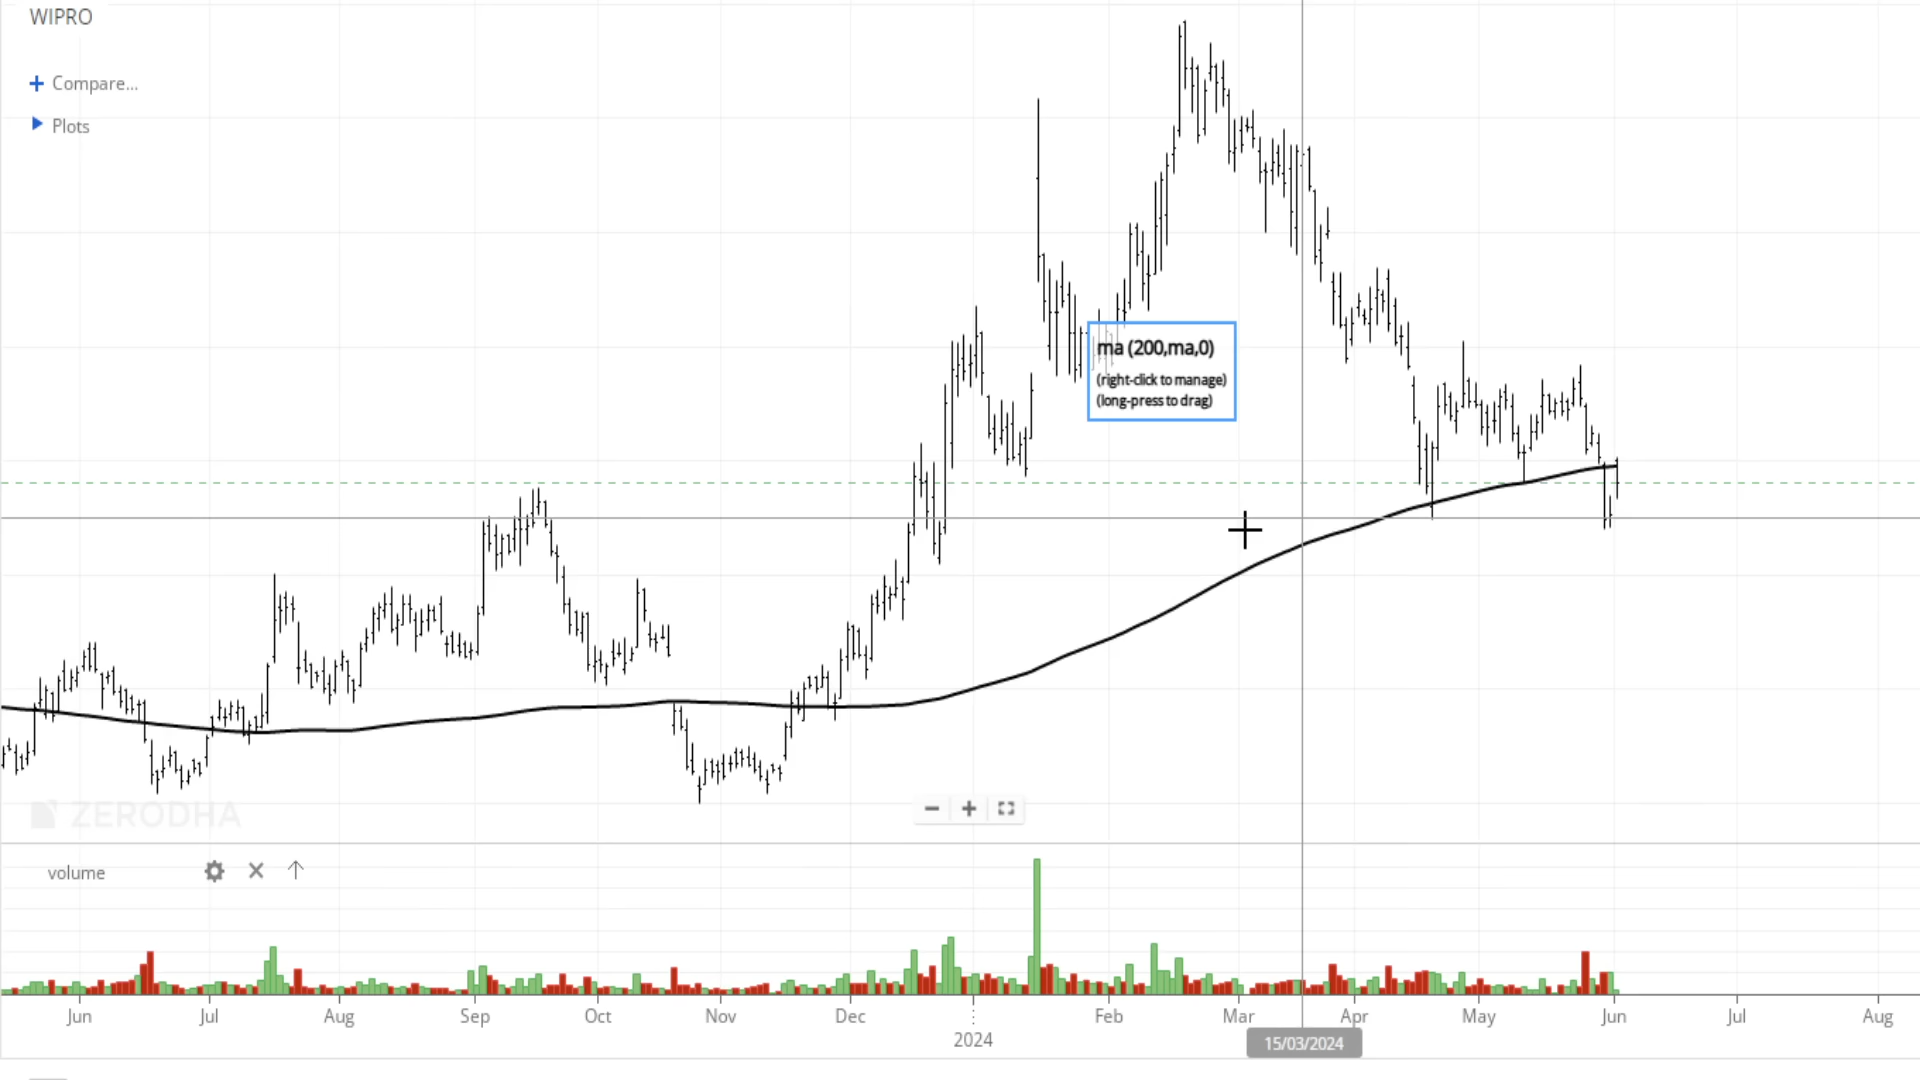 WIPRO
Compare...
Plots
ma (200,ma,0)
(right-click to manage)
(long-press to drag)
ZERODHA
volume
Jun Jul Aug Sep Oct Nov Dec Feb Mar Apr May Jun Jul Aug
2024
15/03/2024